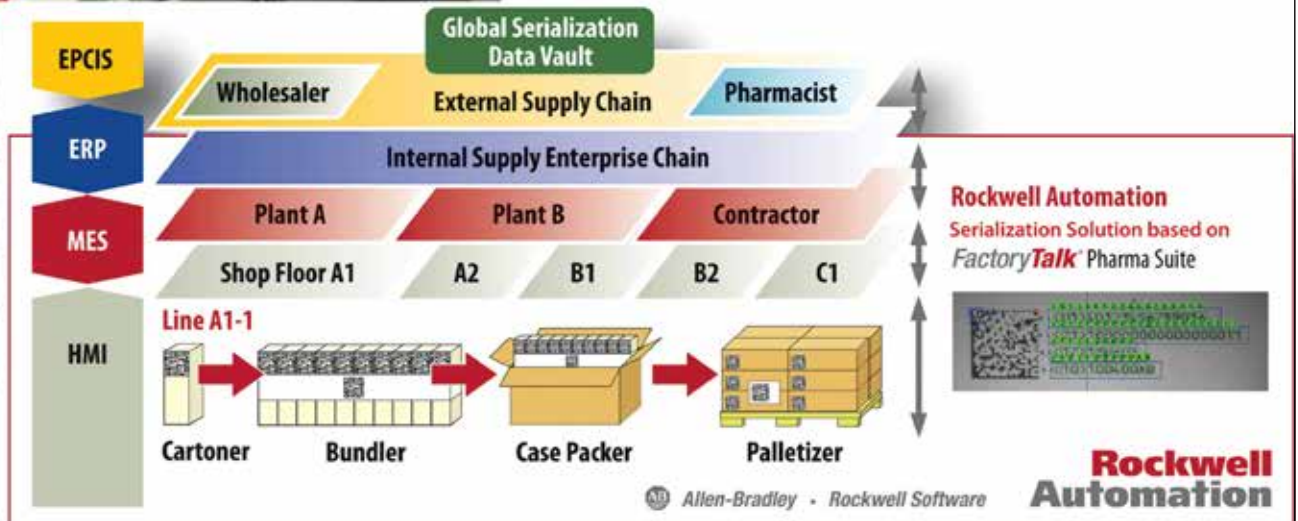 Global Serialization
Data Vault
EPCIS
Wholesaler
External Supply Chain
Pharmacist
ERP
Internal Supply Enterprise Chain
MES
Plant A
Plant B
Contractor
Shop Floor A1
A2
B1
B2
C1
Rockwell Automation
Serialization Solution based on
FactoryTalk Pharma Suite
HMI
Line A1-1
Cartoner
Bundler
Case Packer
Palletizer
AB Allen-Bradley • Rockwell Software
Rockwell
Automation